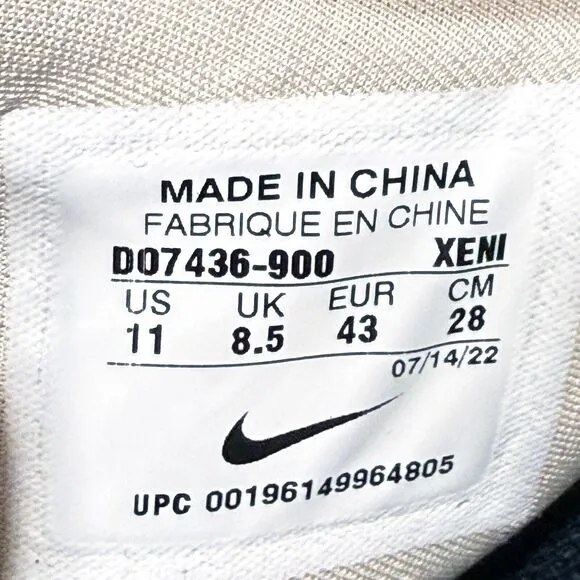 MADE IN CHINA
FABRIQUE EN CHINE
DO7436-900 XENI
US UK EUR CM
11 8.5 43 28
07/14/22
UPC 00196149964805